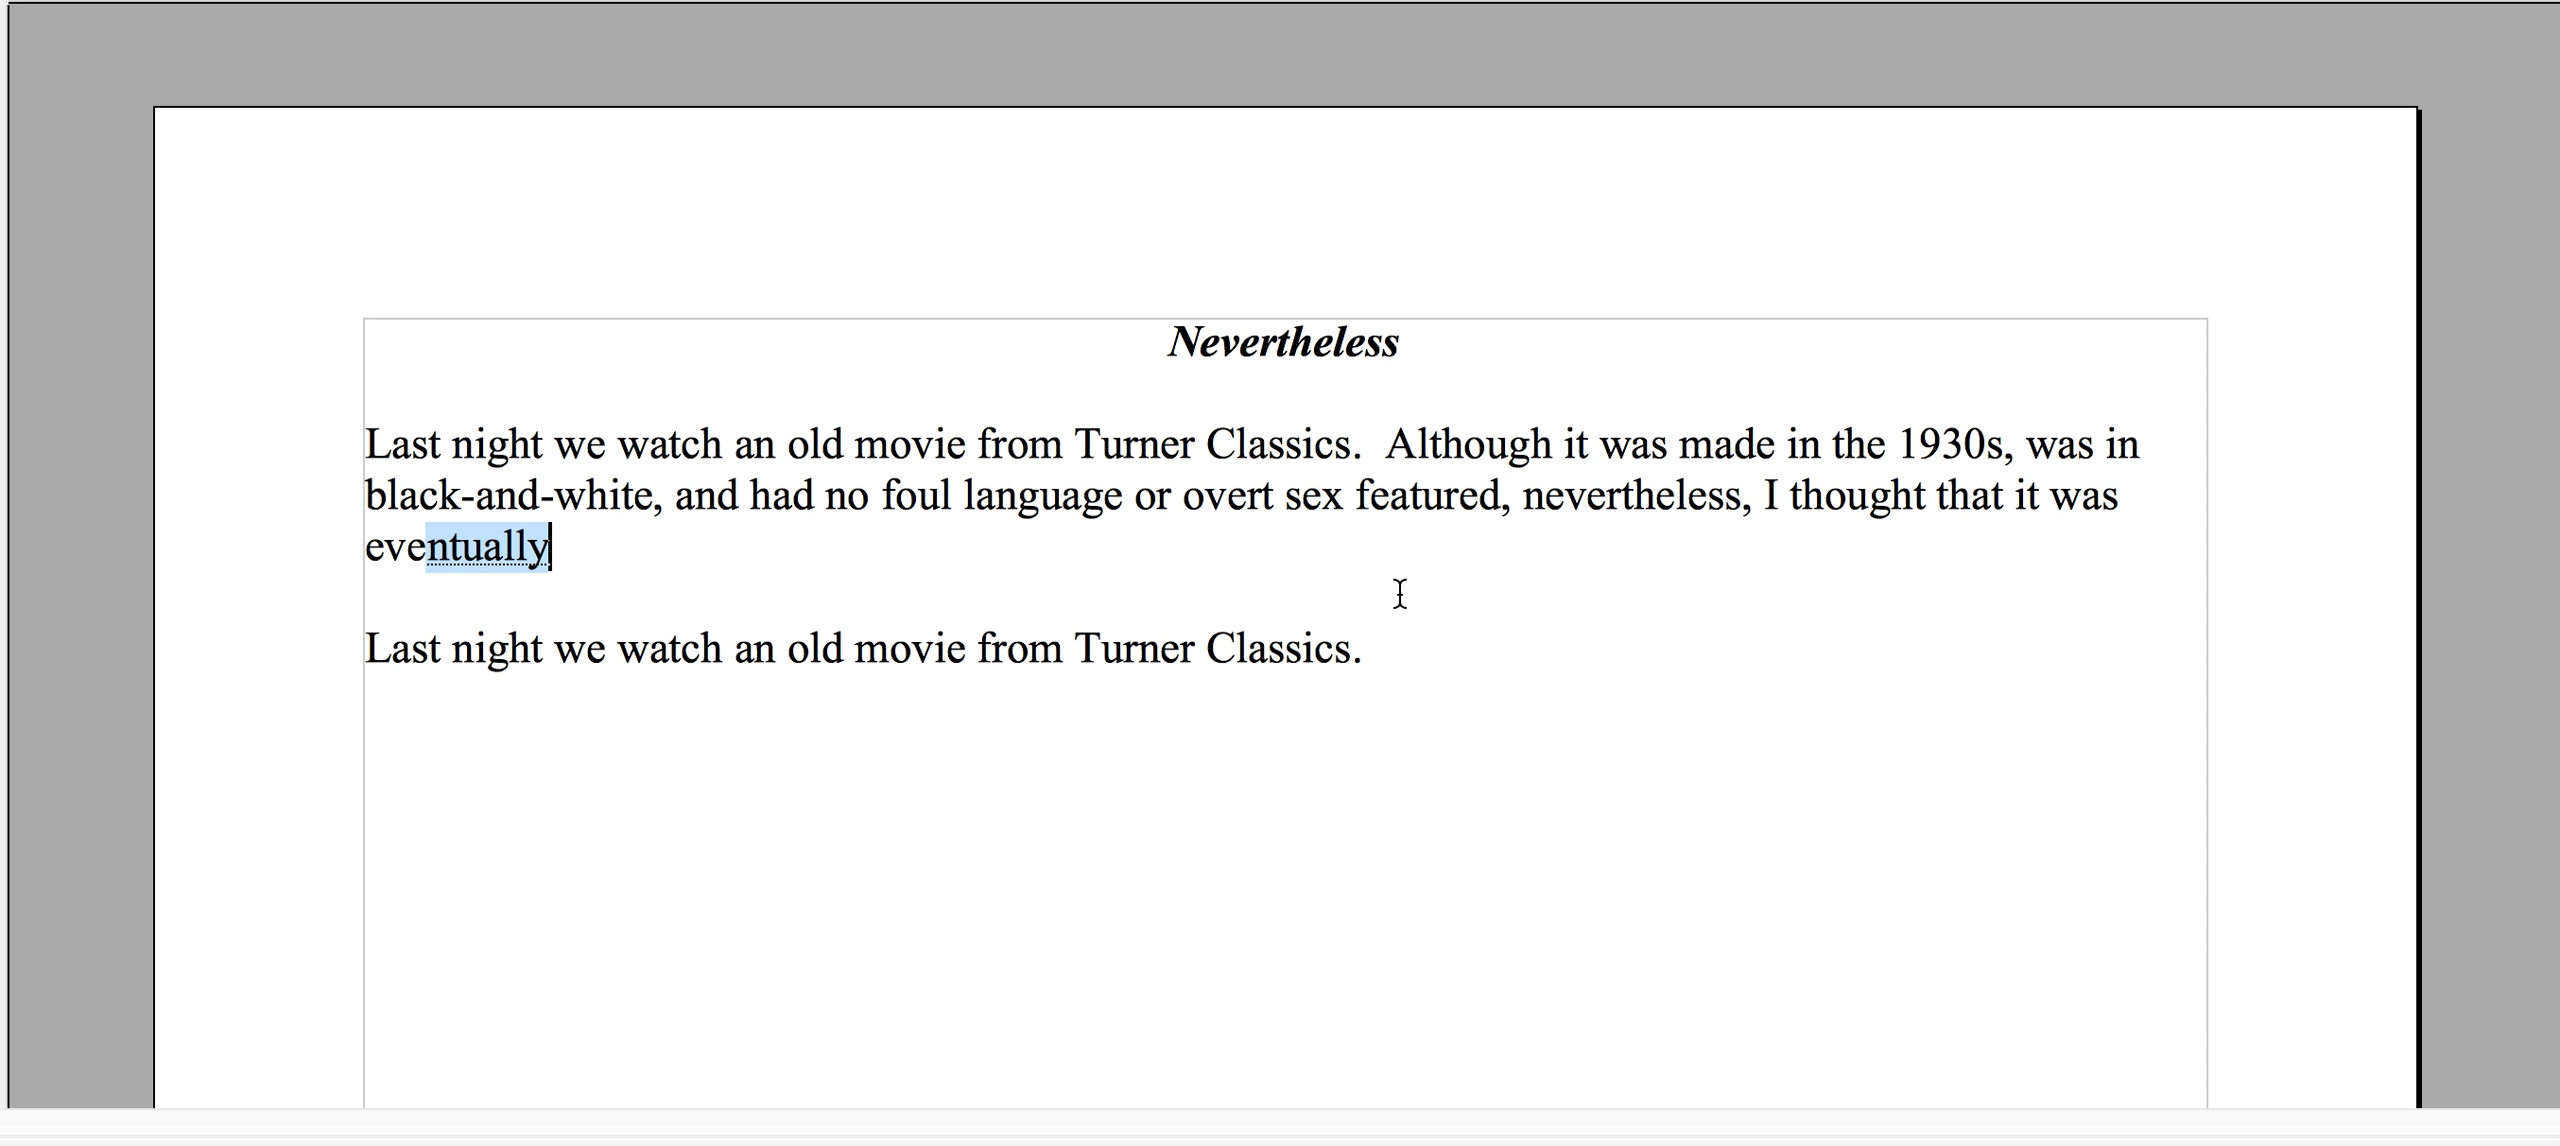 Nevertheless
Last night we watch an old movie from Turner Classics.  Although it was made in the 1930s, was in
black-and-white, and had no foul language or overt sex featured, nevertheless, I thought that it was
eventually
Last night we watch an old movie from Turner Classics.